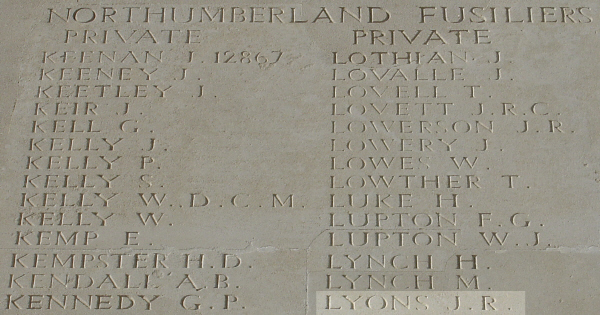 NORTHUMBERLAND FUSILIERS
PRIVATE
KEENAN J. 12867
KEENEY J.
KEETLEY J.
KEIR J.
KELL G.
KELLY J.
KELLY P.
KELLY S.
KELLY W. D.C.M.
KELLY W.
KEMP E.
KEMPSTER H.D.
KENDALL A.B.
KENNEDY G.P.
PRIVATE
LOTHIAN J.
LOVALLE J.
LOVELL T.
LOVETT J.R.C.
LOWERSON J.R.
LOWERY J.
LOWES W.
LOWTHER T.
LUKE H.
LUPTON F.G.
LUPTON W.J.
LYNCH H.
LYNCH M.
LYONS J.R.